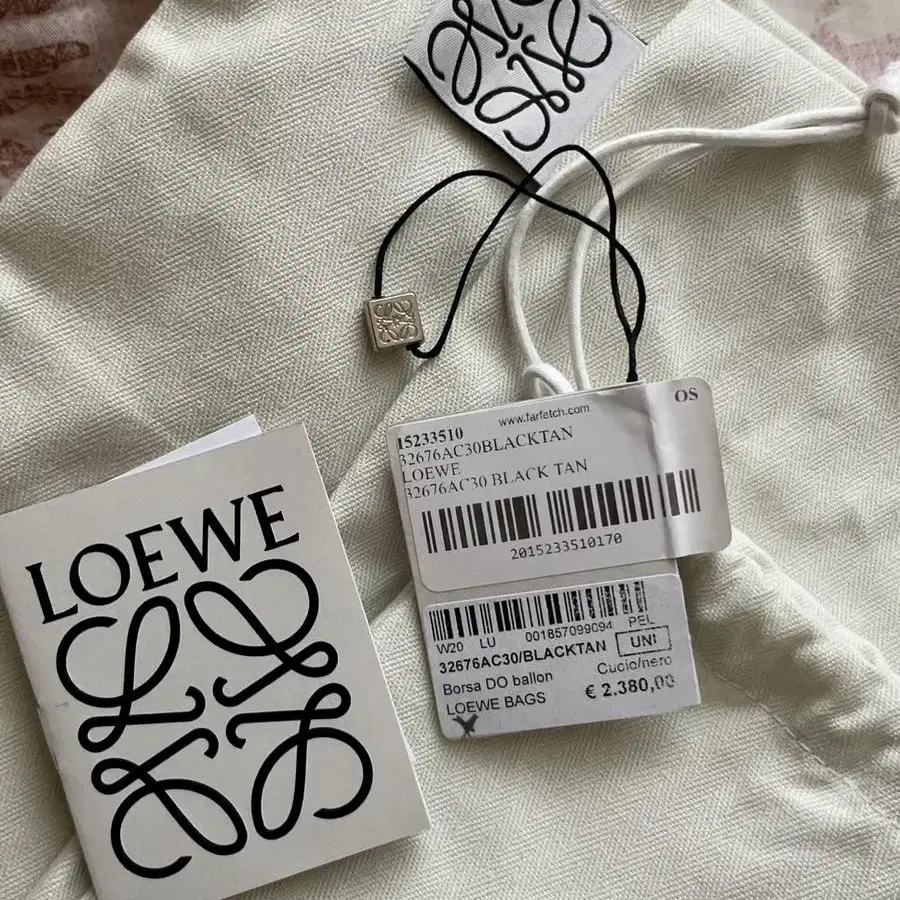 LOEWE
www.farfetch.com
OS
15233510
32676AC30BLACKTAN
LOEWE
32676AC30 BLACK TAN
2015233510170
W20 LU 001857099094 PEL
32676AC30/BLACKTAN UNI
Borsa DO ballon Cucio/nero
LOEWE BAGS € 2.380,00